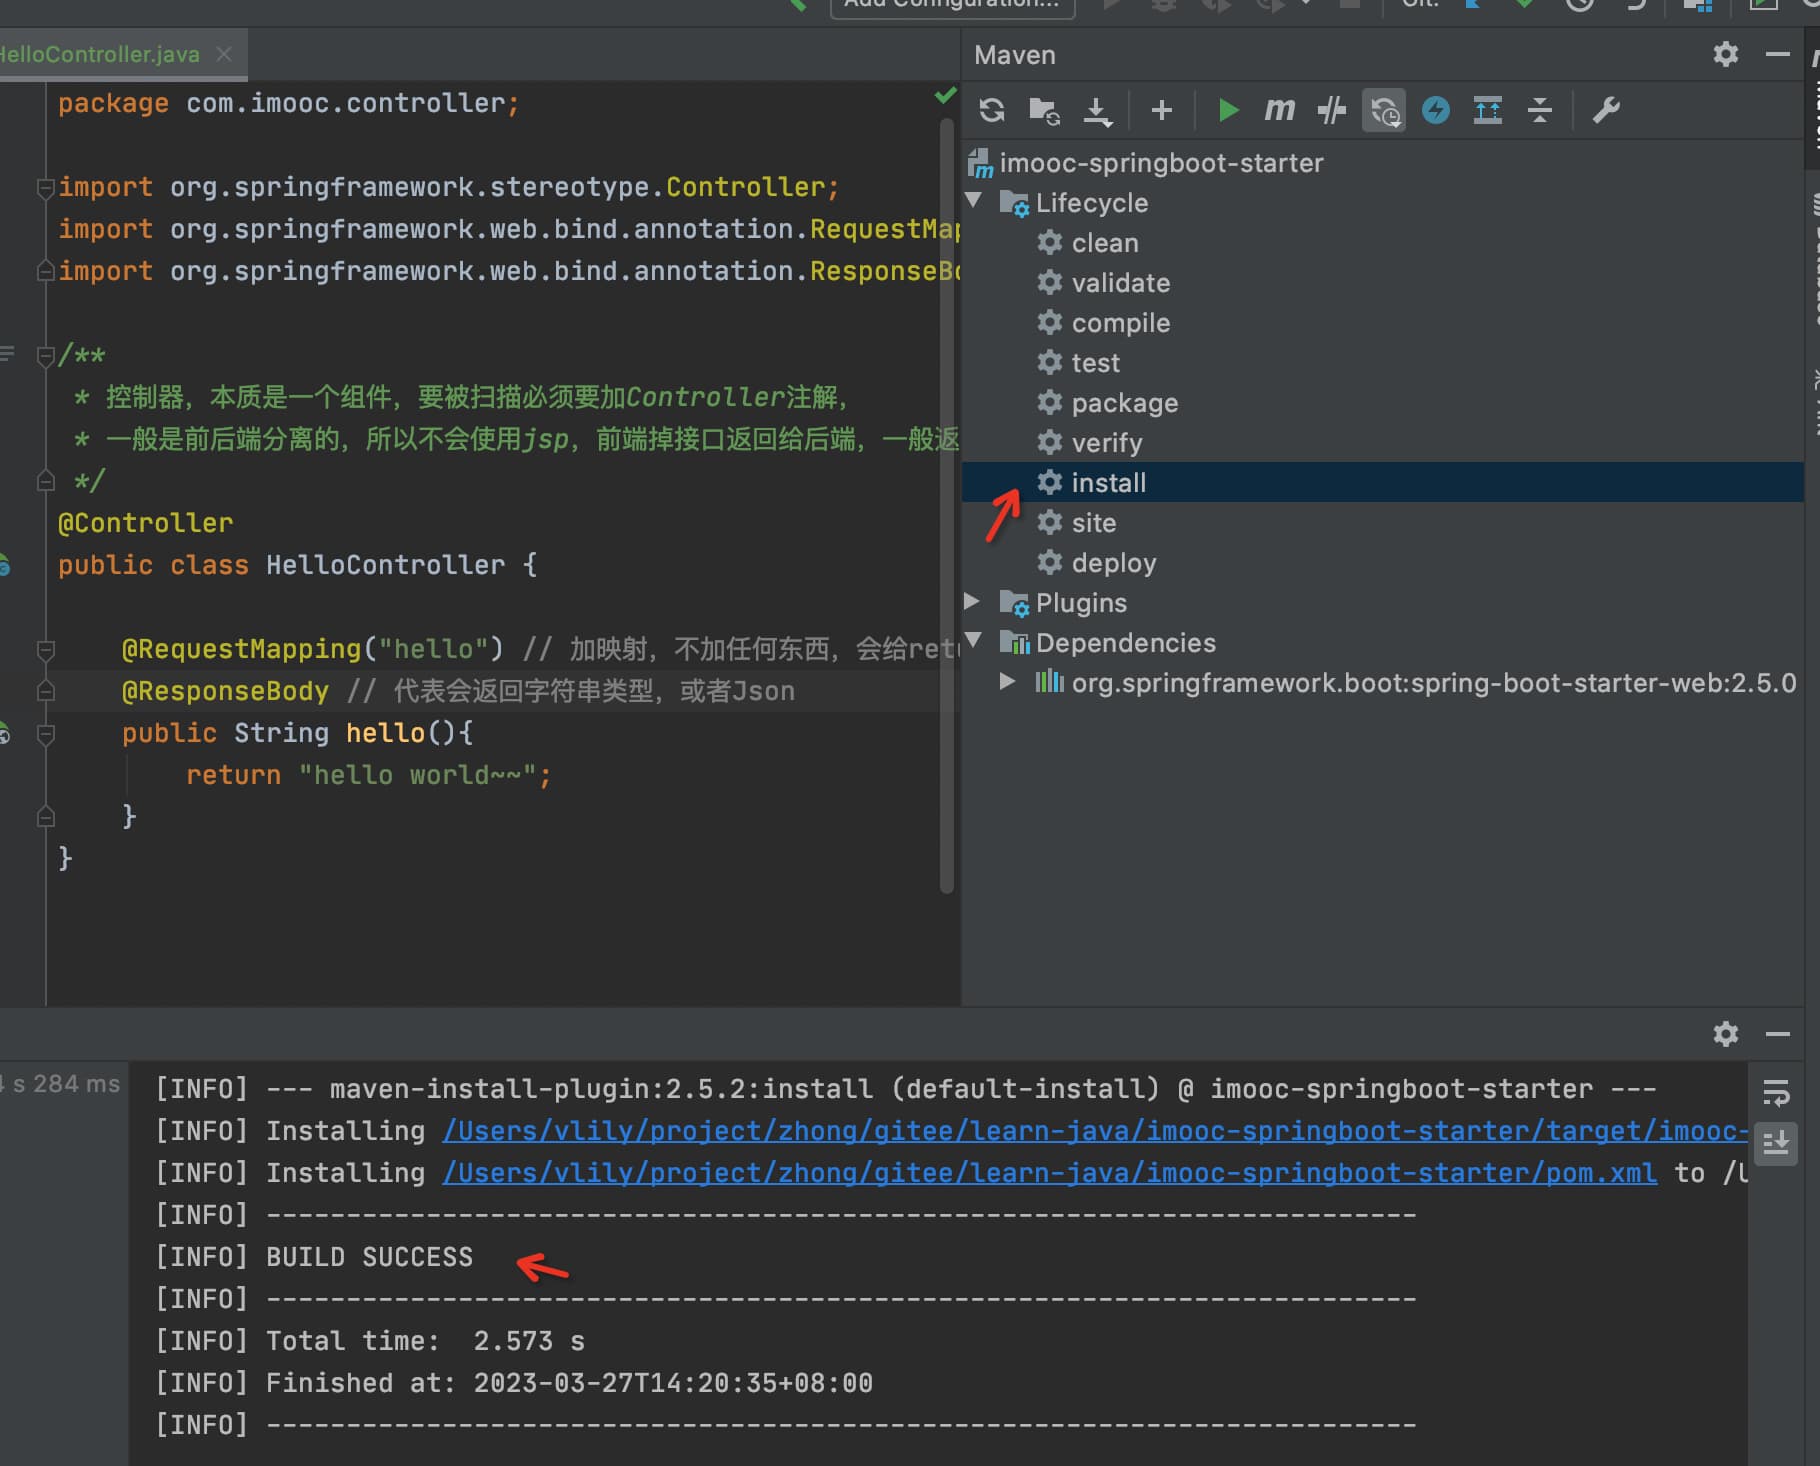 Add Configuration...
Git:
HelloController.java
package com.imooc.controller;
import org.springframework.stereotype.Controller;
import org.springframework.web.bind.annotation.RequestMap
import org.springframework.web.bind.annotation.ResponseBo
/**
* 控制器，本质是一个组件，要被扫描必须要加Controller注解，
* 一般是前后端分离的，所以不会使用jsp，前端掉接口返回给后端，一般返
*/
@Controller
public class HelloController {
@RequestMapping("hello") // 加映射，不加任何东西，会给retu
@ResponseBody // 代表会返回字符串类型，或者Json
public String hello(){
return "hello world~~";
}
}
Maven
m
imooc-springboot-starter
Lifecycle
clean
validate
compile
test
package
verify
install
site
deploy
Plugins
Dependencies
org.springframework.boot:spring-boot-starter-web:2.5.0
s 284 ms
[INFO] --- maven-install-plugin:2.5.2:install (default-install) @ imooc-springboot-starter ---
[INFO] Installing /Users/vlily/project/zhong/gitee/learn-java/imooc-springboot-starter/target/imooc-
[INFO] Installing /Users/vlily/project/zhong/gitee/learn-java/imooc-springboot-starter/pom.xml to /U
[INFO] ------------------------------------------------------------------------
[INFO] BUILD SUCCESS
[INFO] ------------------------------------------------------------------------
[INFO] Total time:  2.573 s
[INFO] Finished at: 2023-03-27T14:20:35+08:00
[INFO] ------------------------------------------------------------------------